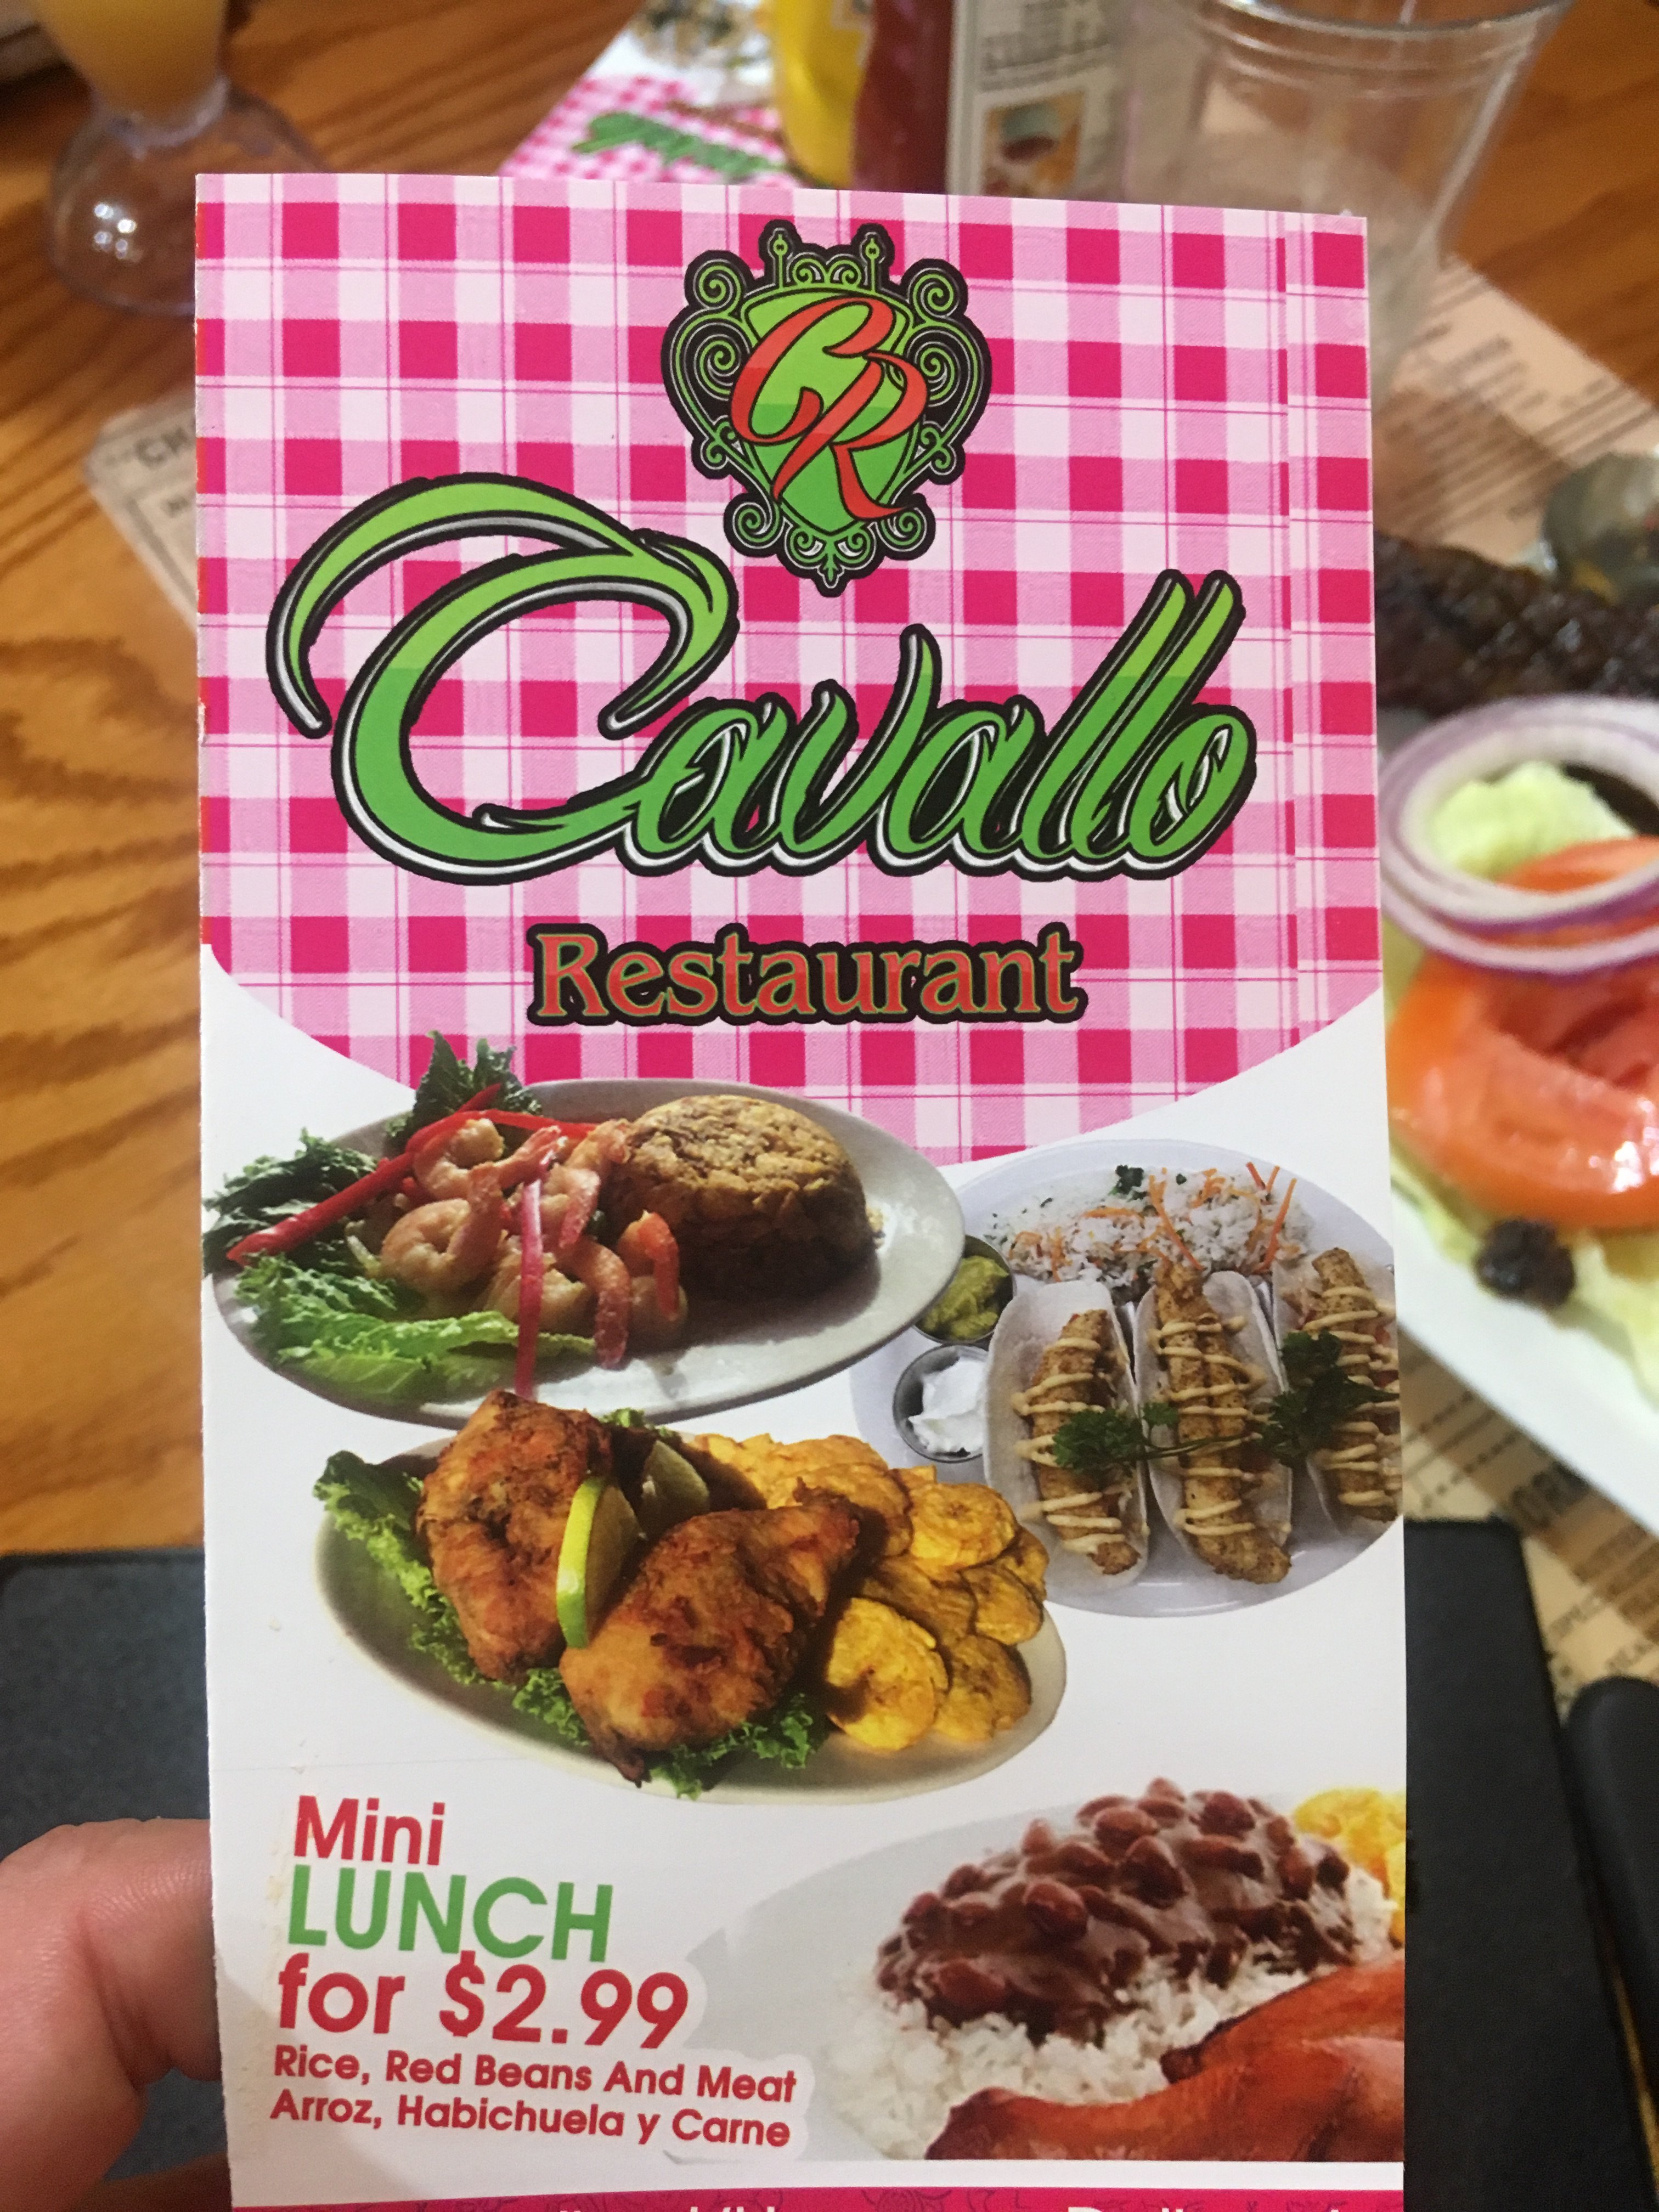 CR
Cavallo
Restaurant
Mini
LUNCH
for $2.99
Rice, Red Beans And Meat
Arroz, Habichuela y Carne